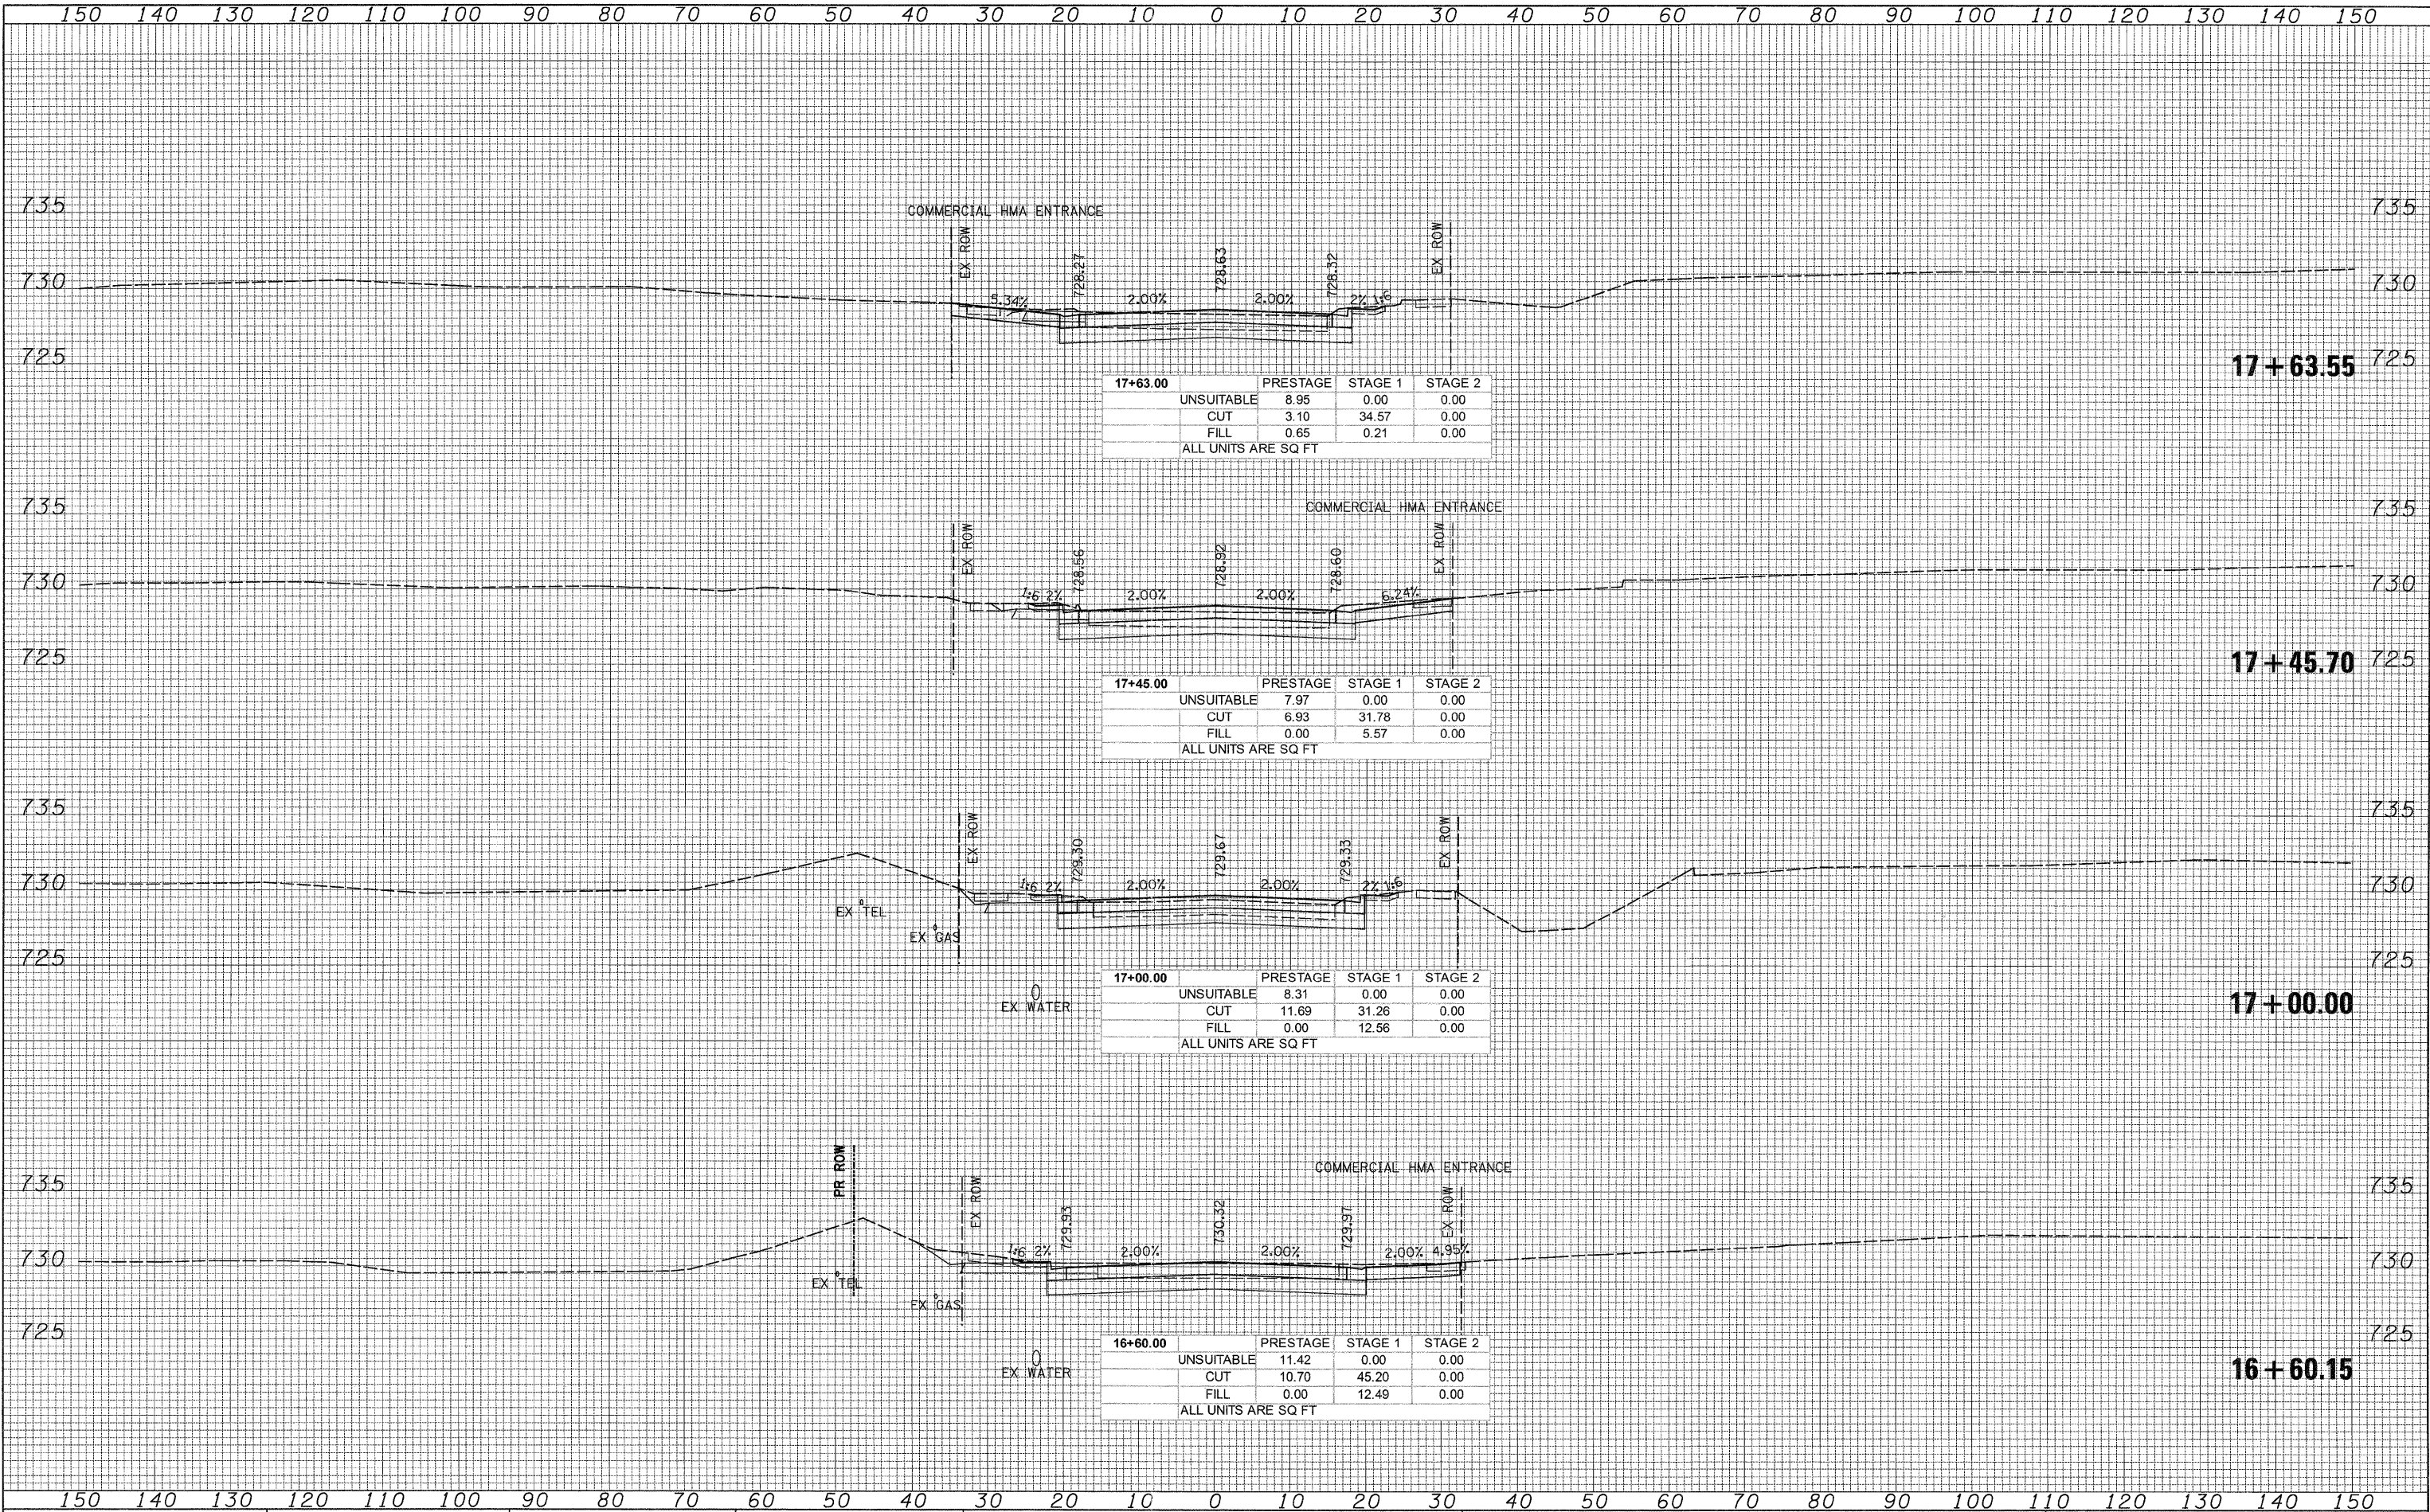 150 140 130 120 110 100 90 80 70 60 50 40 30 20 10 0 10 20 30 40 50 60 70 80 90 100 110 120 130 140 150
735 735
COMMERCIAL HMA ENTRANCE
EX ROW 728.27 728.63 728.32 EX ROW
730 730
5.34% 2.00% 2.00% 2% 1:6
725 725
17+63.55
17+63.00 PRESTAGE STAGE 1 STAGE 2
UNSUITABLE 8.95 0.00 0.00
CUT 3.10 34.57 0.00
FILL 0.65 0.21 0.00
ALL UNITS ARE SQ FT
735 735
COMMERCIAL HMA ENTRANCE
EX ROW 728.56 728.92 728.60 EX ROW
730 730
1:6 2% 2.00% 2.00% 6.24%
725 725
17+45.70
17+45.00 PRESTAGE STAGE 1 STAGE 2
UNSUITABLE 7.97 0.00 0.00
CUT 6.93 31.78 0.00
FILL 0.00 5.57 0.00
ALL UNITS ARE SQ FT
735 735
EX ROW 729.30 729.67 729.33 EX ROW
730 730
1:6 2% 2.00% 2.00% 2% 1:6
EX TEL
EX GAS
725 725
EX WATER
17+00.00
17+00.00 PRESTAGE STAGE 1 STAGE 2
UNSUITABLE 8.31 0.00 0.00
CUT 11.69 31.26 0.00
FILL 0.00 12.56 0.00
ALL UNITS ARE SQ FT
PR ROW
COMMERCIAL HMA ENTRANCE
735 735
EX ROW 729.93 730.32 729.97 EX ROW
730 730
1:6 2% 2.00% 2.00% 2.00% 4.95%
EX TEL
EX GAS
725 725
EX WATER
16+60.15
16+60.00 PRESTAGE STAGE 1 STAGE 2
UNSUITABLE 11.42 0.00 0.00
CUT 10.70 45.20 0.00
FILL 0.00 12.49 0.00
ALL UNITS ARE SQ FT
150 140 130 120 110 100 90 80 70 60 50 40 30 20 10 0 10 20 30 40 50 60 70 80 90 100 110 120 130 140 150